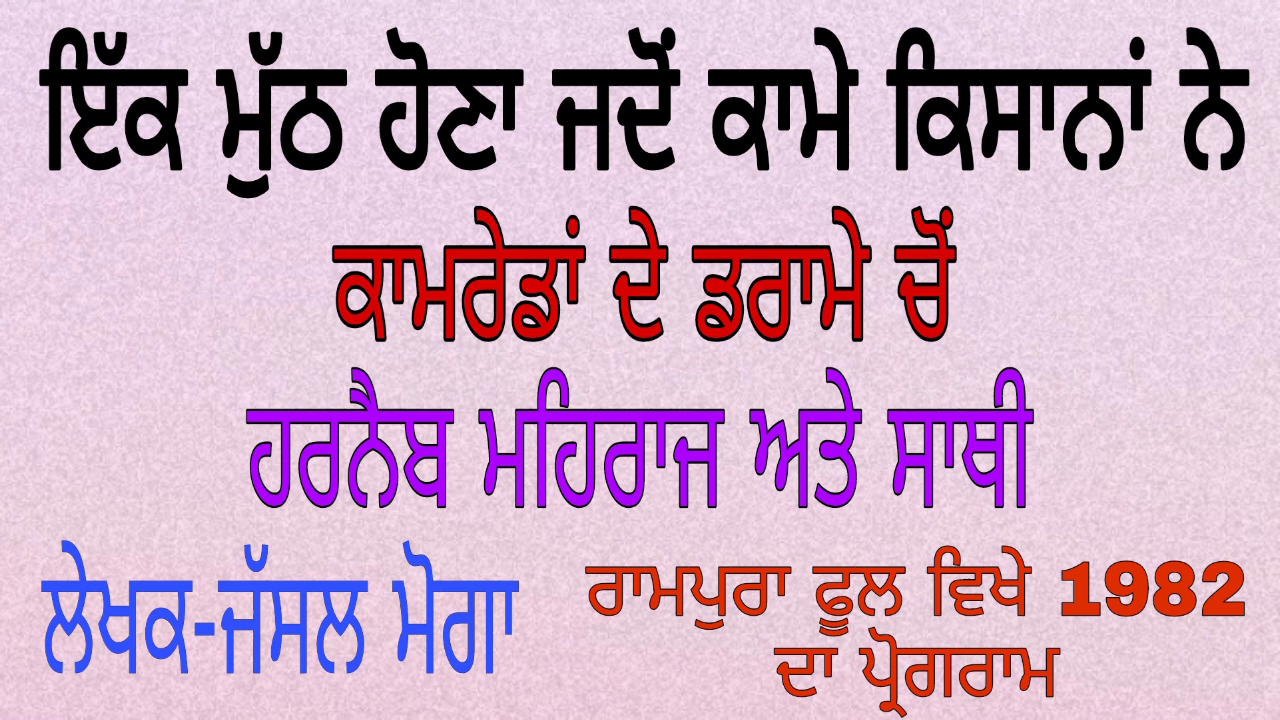 ਇੱਕ ਮੁੱਠ ਹੋਣਾ ਜਦੋਂ ਕਾਮੇ ਕਿਸਾਨਾਂ ਨੇ
ਕਾਮਰੇਡਾਂ ਦੇ ਡਰਾਮੇ ਚੋਂ
ਹਰਨੈਬ ਮਹਿਰਾਜ ਅਤੇ ਸਾਥੀ
ਲੇਖਕ-ਜੱਸਲ ਮੋਗਾ
ਰਾਮਪੁਰਾ ਫੂਲ ਵਿਖੇ 1982
ਦਾ ਪ੍ਰੋਗਰਾਮ